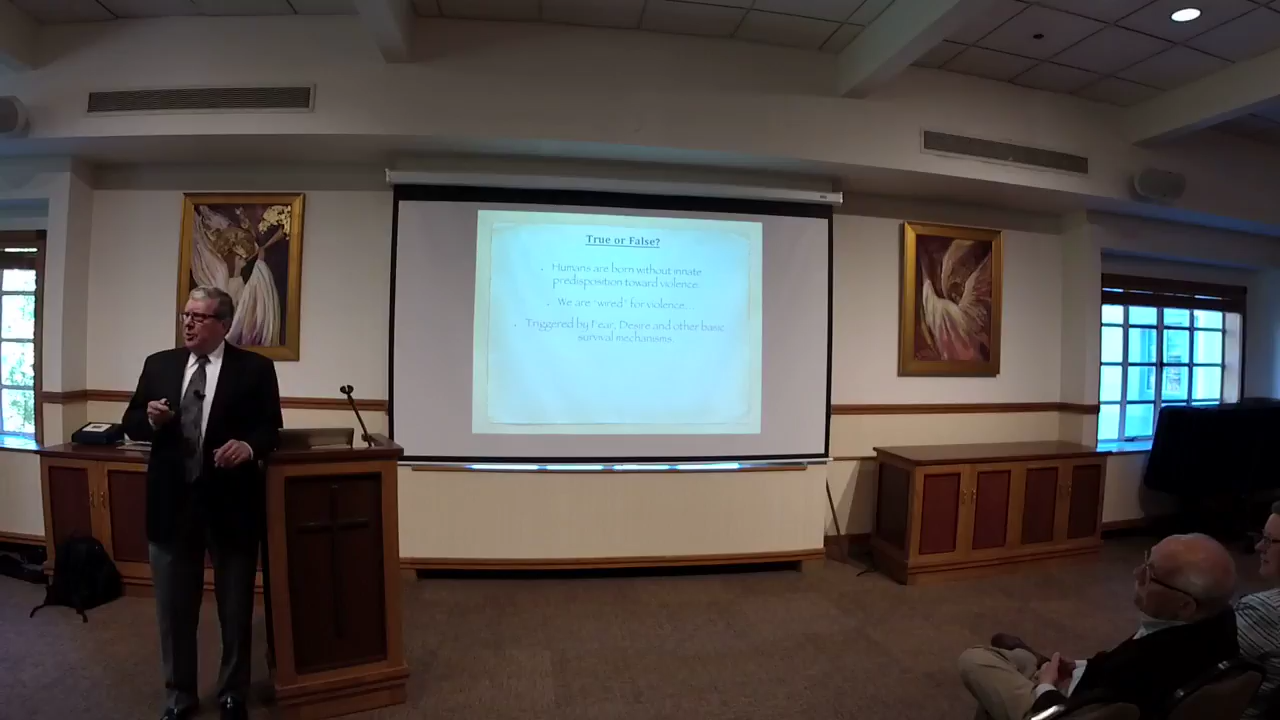 True or False?
. Humans are born without innate
predisposition toward violence.
. We are "wired" for violence...
. Triggered by Fear, Desire and other basic
survival mechanisms.